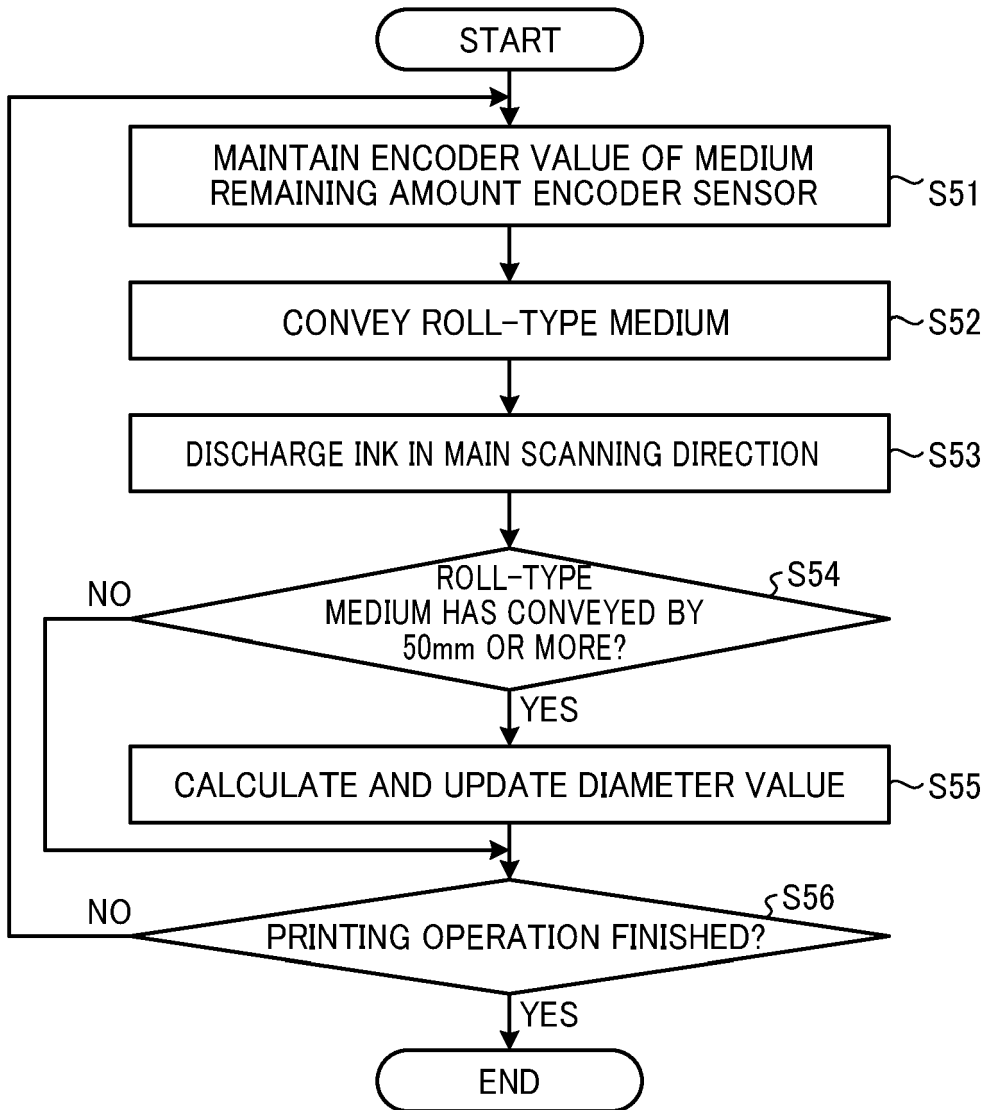 START
MAINTAIN ENCODER VALUE OF MEDIUM
REMAINING AMOUNT ENCODER SENSOR
S51
CONVEY ROLL-TYPE MEDIUM
S52
DISCHARGE INK IN MAIN SCANNING DIRECTION
S53
ROLL-TYPE
MEDIUM HAS CONVEYED BY
50mm OR MORE?
S54
NO
YES
CALCULATE AND UPDATE DIAMETER VALUE
S55
PRINTING OPERATION FINISHED?
S56
NO
YES
END